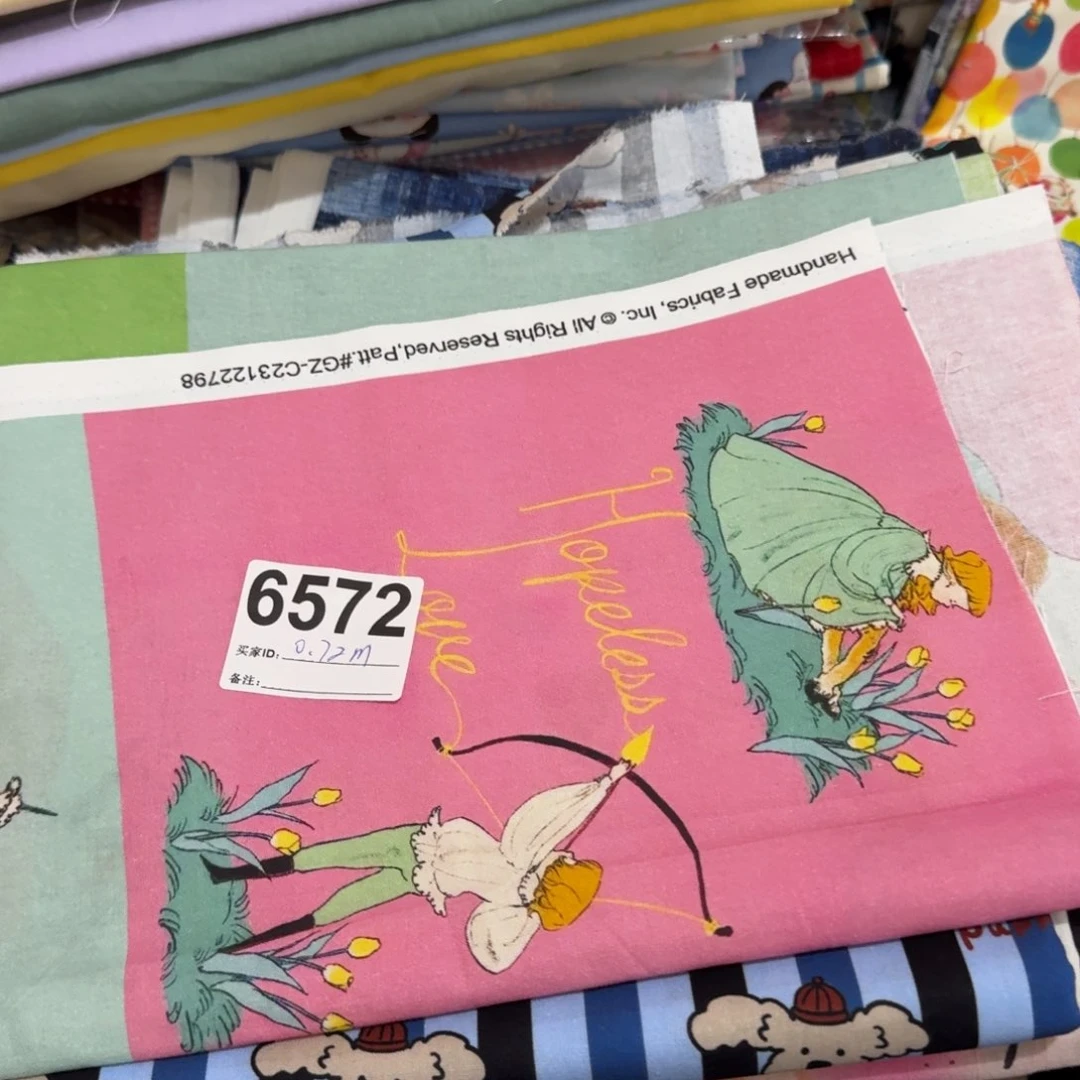 Handmade Fabrics, Inc. © All Rights Reserved,Patt.#GZ-C23122798
Hopeless
Love
6572
买家ID: 0.72m
备注: